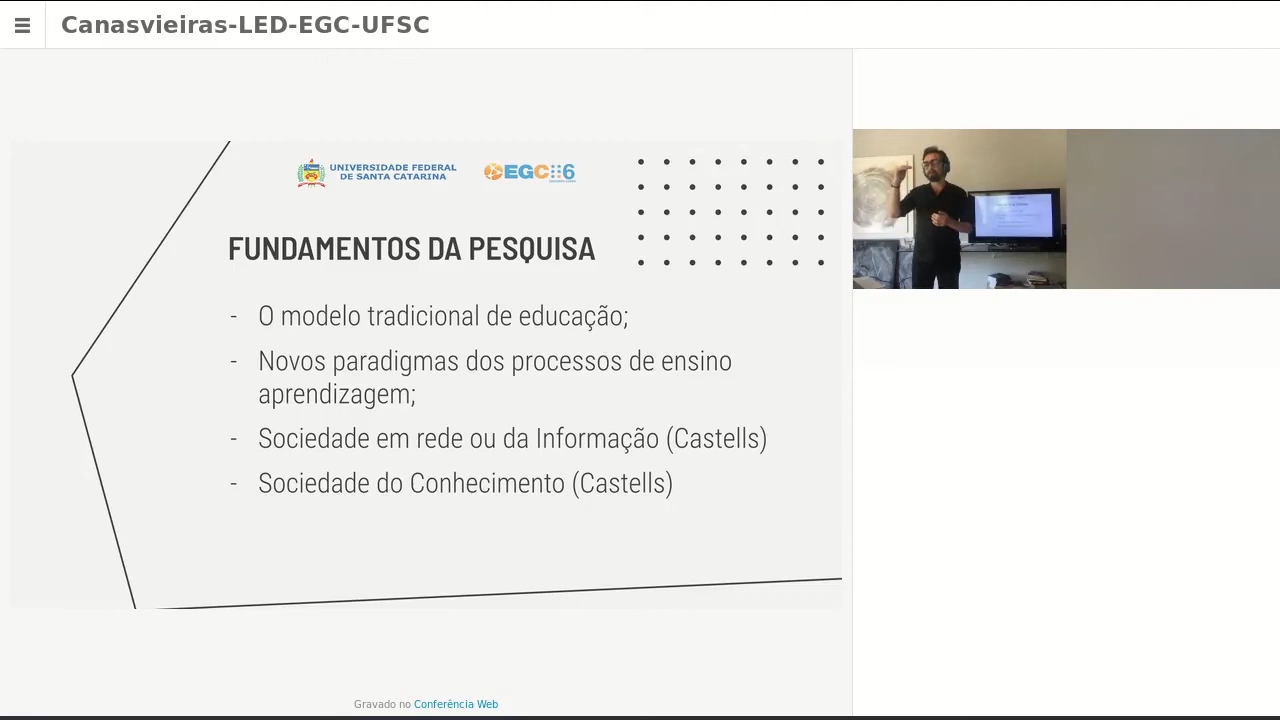 Canasvieiras-LED-EGC-UFSC
UNIVERSIDADE FEDERAL
DE SANTA CATARINA
EGC 6
FUNDAMENTOS DA PESQUISA
- O modelo tradicional de educação;
- Novos paradigmas dos processos de ensino
aprendizagem;
- Sociedade em rede ou da Informação (Castells)
- Sociedade do Conhecimento (Castells)
Gravado no Conferência Web